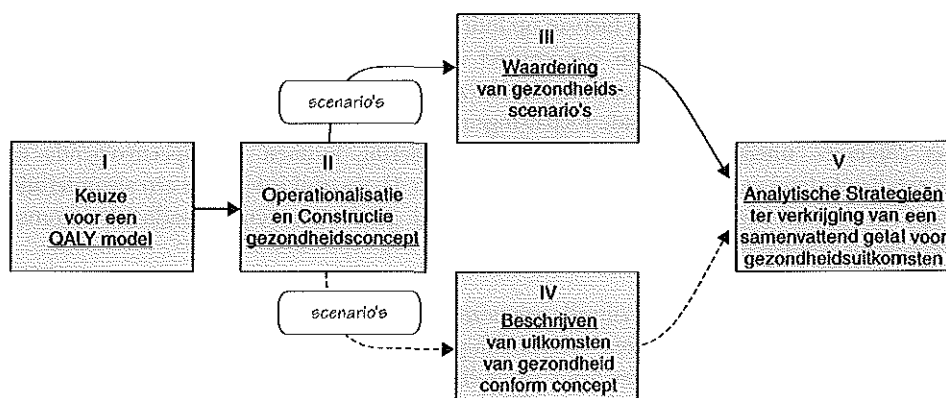 I
Keuze
voor een
QALY model
scenario's
II
Operationalisatie
en Constructie
gezondheidsconcept
scenario's
III
Waardering
van gezondheids-
scenario's
IV
Beschrijven
van uitkomsten
van gezondheid
conform concept
V
Analytische Strategieën
ter verkrijging van een
samenvattend getal voor
gezondheidsuitkomsten